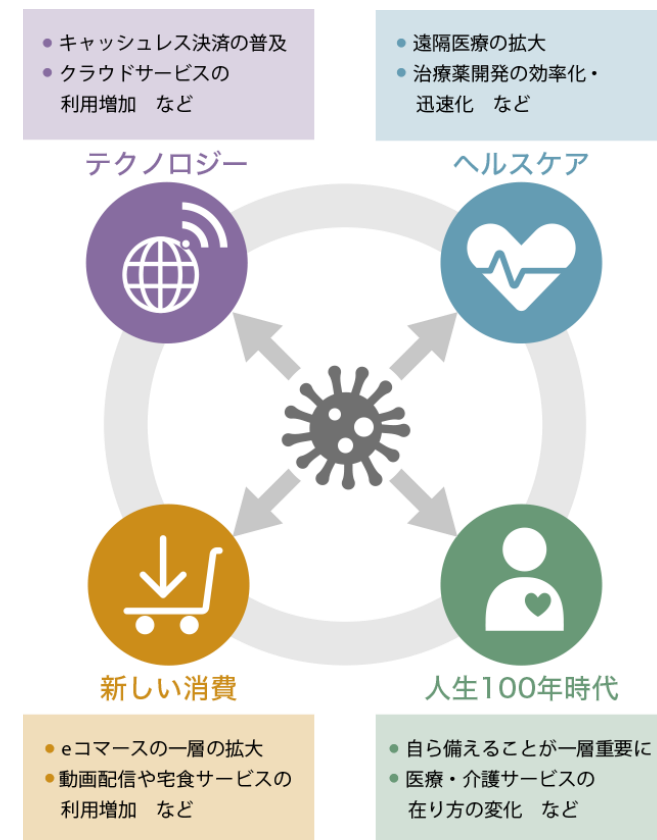 • キャッシュレス決済の普及
• クラウドサービスの
利用増加　など
テクノロジー
• 遠隔医療の拡大
• 治療薬開発の効率化・
迅速化　など
ヘルスケア
新しい消費
• eコマースの一層の拡大
• 動画配信や宅食サービスの
利用増加　など
人生100年時代
• 自ら備えることが一層重要に
• 医療・介護サービスの
在り方の変化　など